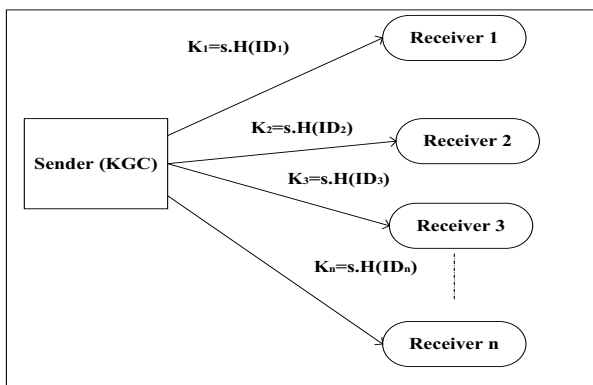 K₁=s.H(ID₁)
Receiver 1
K₂=s.H(ID₂)
Receiver 2
Sender (KGC)
K₃=s.H(ID₃)
Receiver 3
Kₙ=s.H(IDₙ)
Receiver n